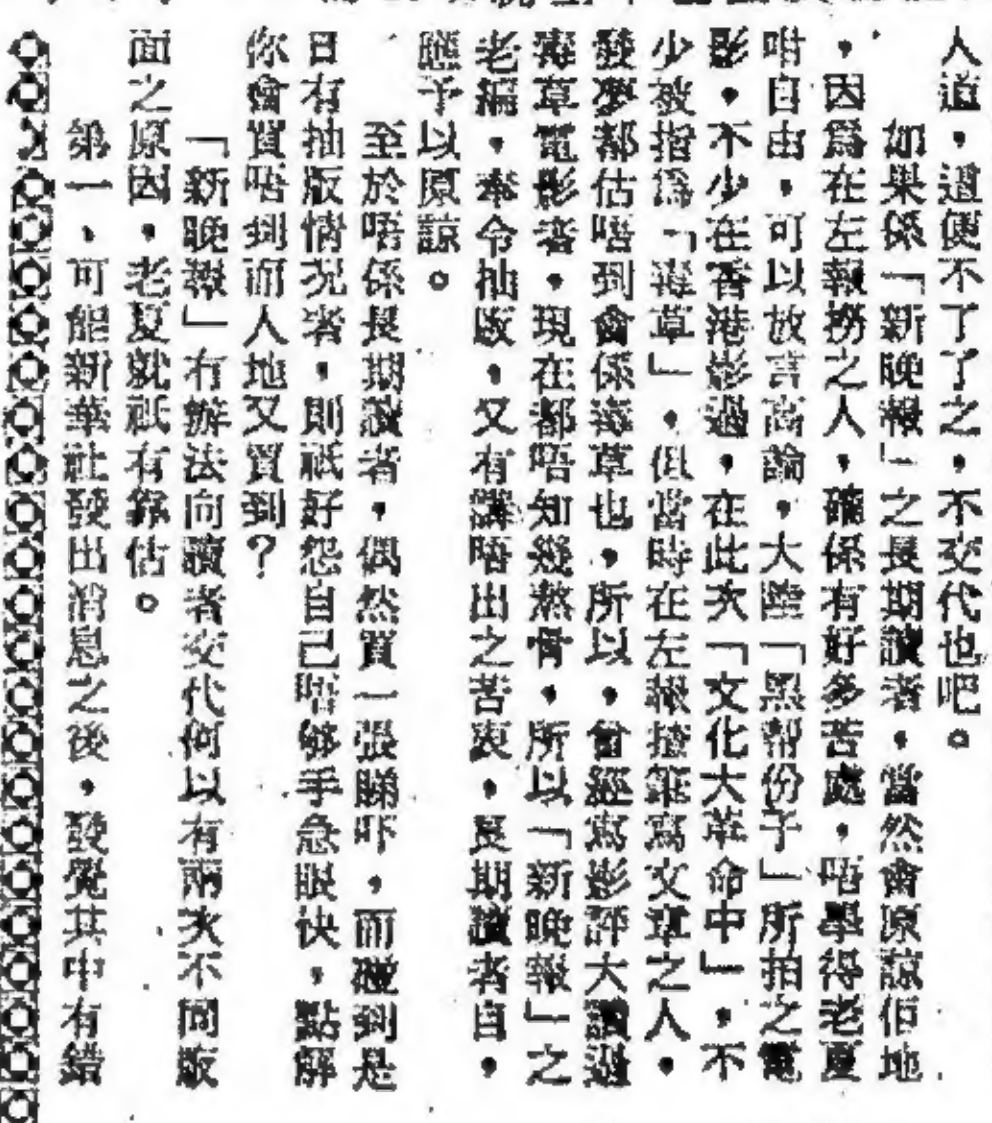 人道，這便不了了之，不交代也吧。
如果係「新晚報」之長期讀者，當然會原諒佢地
，因爲在左報撈之人，確係有好多苦處，唔學得老夏
咁自由，可以放言高論，大陸「黑幫份子」所拍之電
影，不少在香港影過，在此次「文化大革命中」，不
少被指爲「毒草」，但當時在左報揸筆寫文章之人，
發夢都估唔到會係毒草也，所以，曾經寫影評大讚過
毒草電影者，現在都唔知幾熬骨，所以「新晚報」之
老編，奉令抽版，又有講唔出之苦衷，長期讀者自，
應予以原諒。
至於唔係長期讀者，偶然買一張睇吓，而碰到是
日有抽版情况者，則祇好怨自己唔够手急眼快，點解
你會買唔到而人地又買到？
「新晚報」冇辦法向讀者交代何以有兩次不同版
面之原因，老夏就祇有靠估。
第一、可能新華社發出消息之後，發覺其中有錯